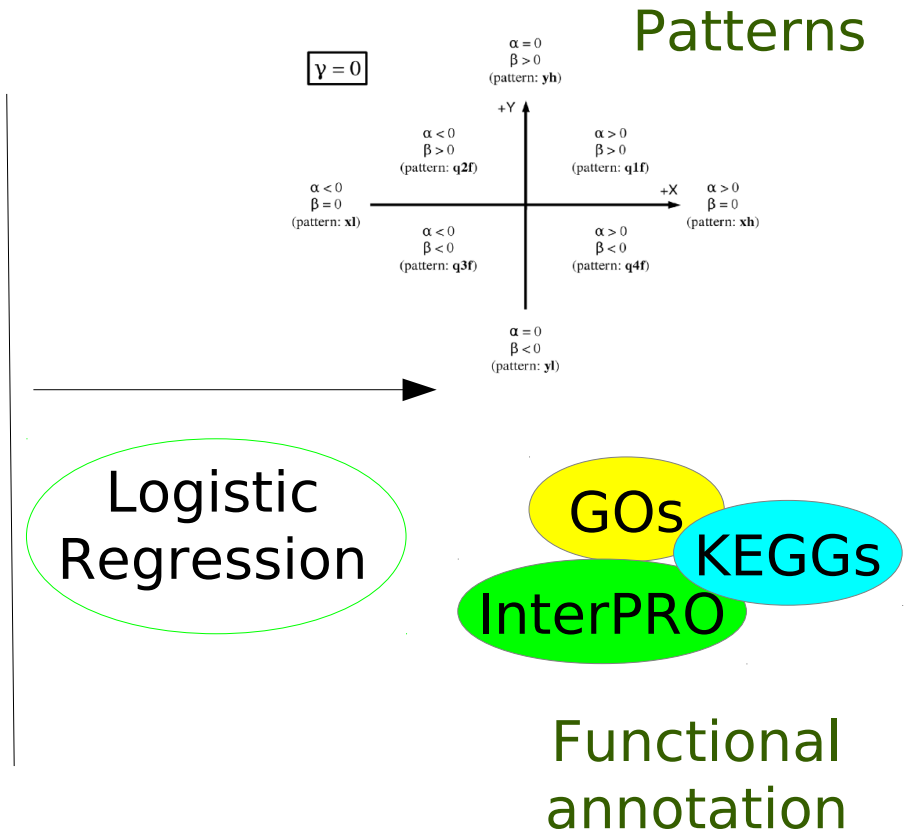 Patterns
γ = 0
α = 0
β > 0
(pattern: yh)
+Y
α < 0
β > 0
(pattern: q2f)
α > 0
β > 0
(pattern: q1f)
α < 0
β = 0
(pattern: xl)
+X
α > 0
β = 0
(pattern: xh)
α < 0
β < 0
(pattern: q3f)
α > 0
β < 0
(pattern: q4f)
α = 0
β < 0
(pattern: yl)
Logistic
Regression
GOs
KEGGs
InterPRO
Functional
annotation